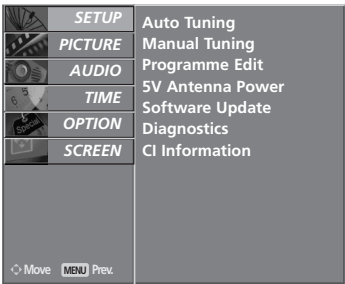 SETUP
PICTURE
AUDIO
TIME
OPTION
SCREEN
Auto Tuning
Manual Tuning
Programme Edit
5V Antenna Power
Software Update
Diagnostics
CI Information
Move MENU Prev.